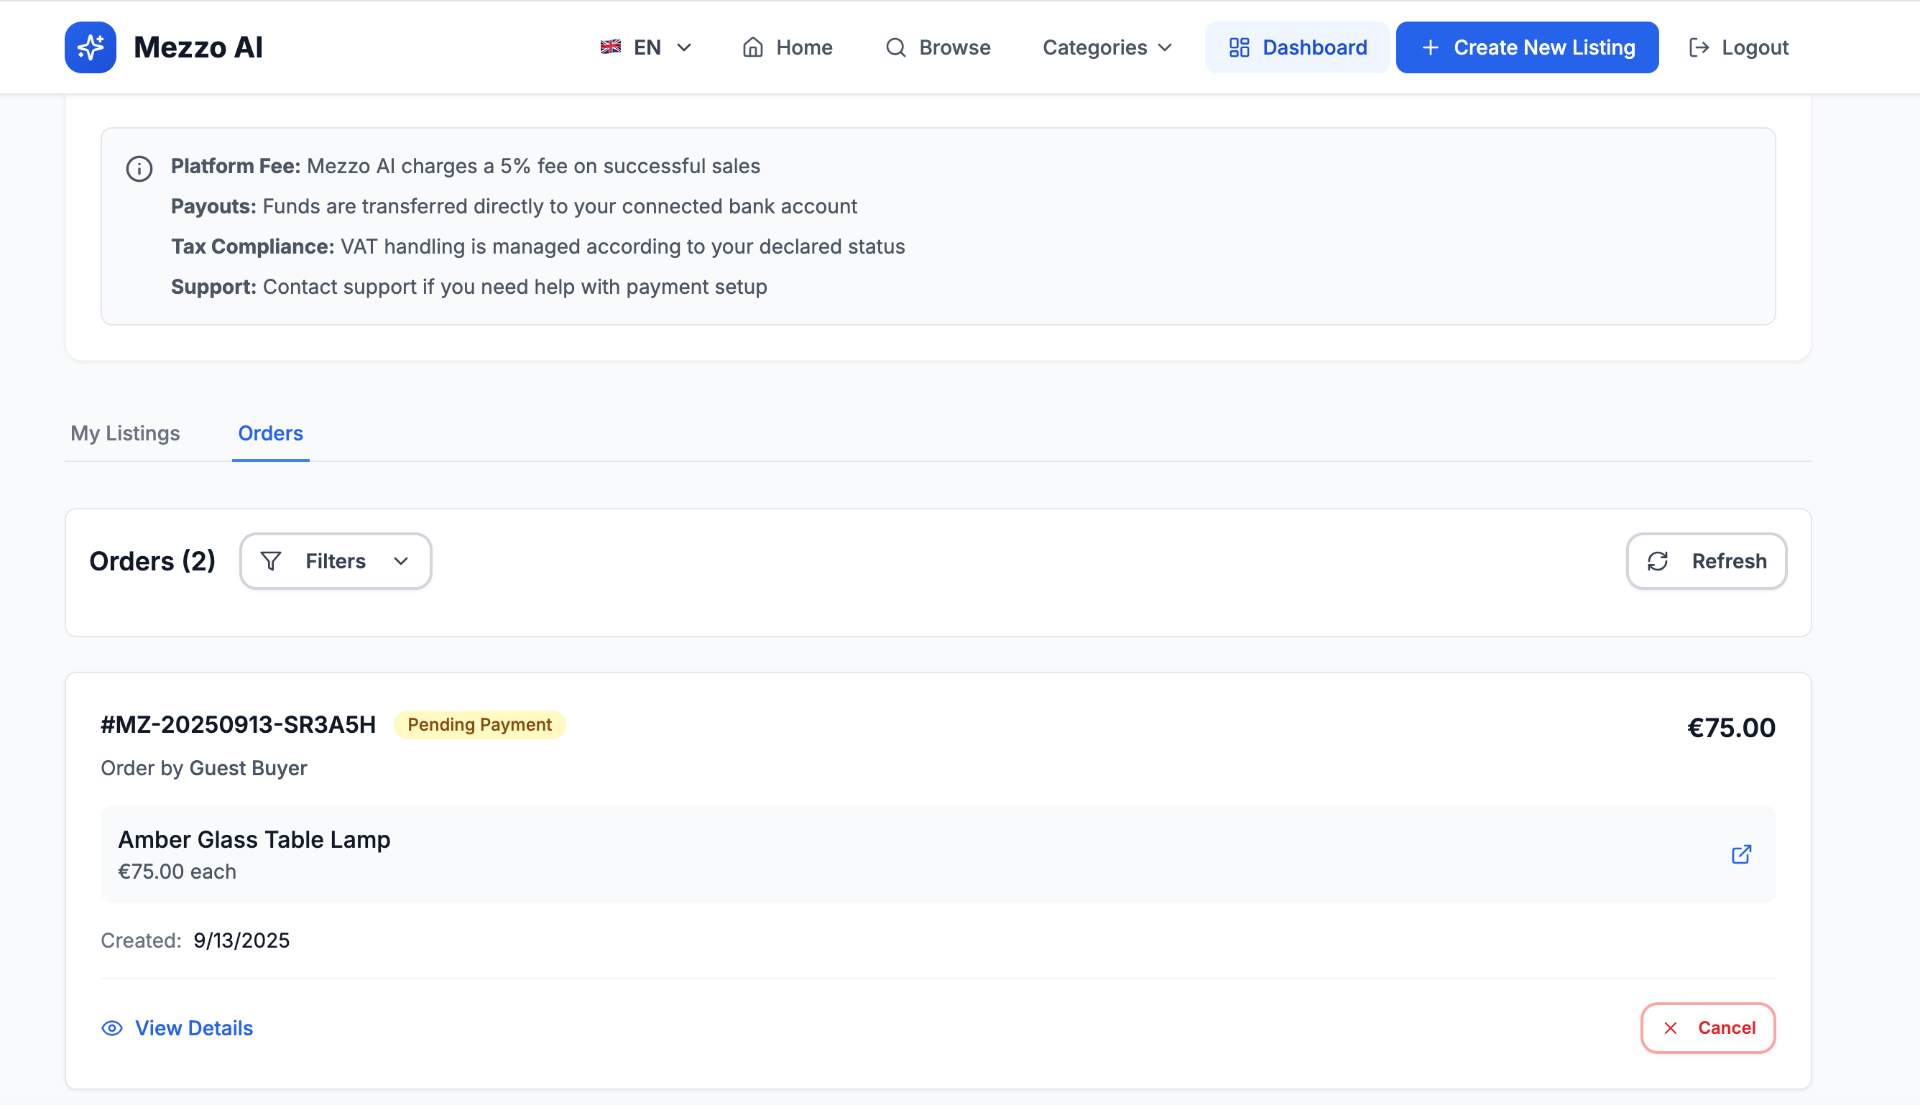 Mezzo AI
EN
Home
Browse
Categories
Dashboard
Create New Listing
Logout
Platform Fee: Mezzo AI charges a 5% fee on successful sales
Payouts: Funds are transferred directly to your connected bank account
Tax Compliance: VAT handling is managed according to your declared status
Support: Contact support if you need help with payment setup
My Listings
Orders
Orders (2)
Filters
Refresh
#MZ-20250913-SR3A5H
Pending Payment
€75.00
Order by Guest Buyer
Amber Glass Table Lamp
€75.00 each
Created: 9/13/2025
View Details
Cancel